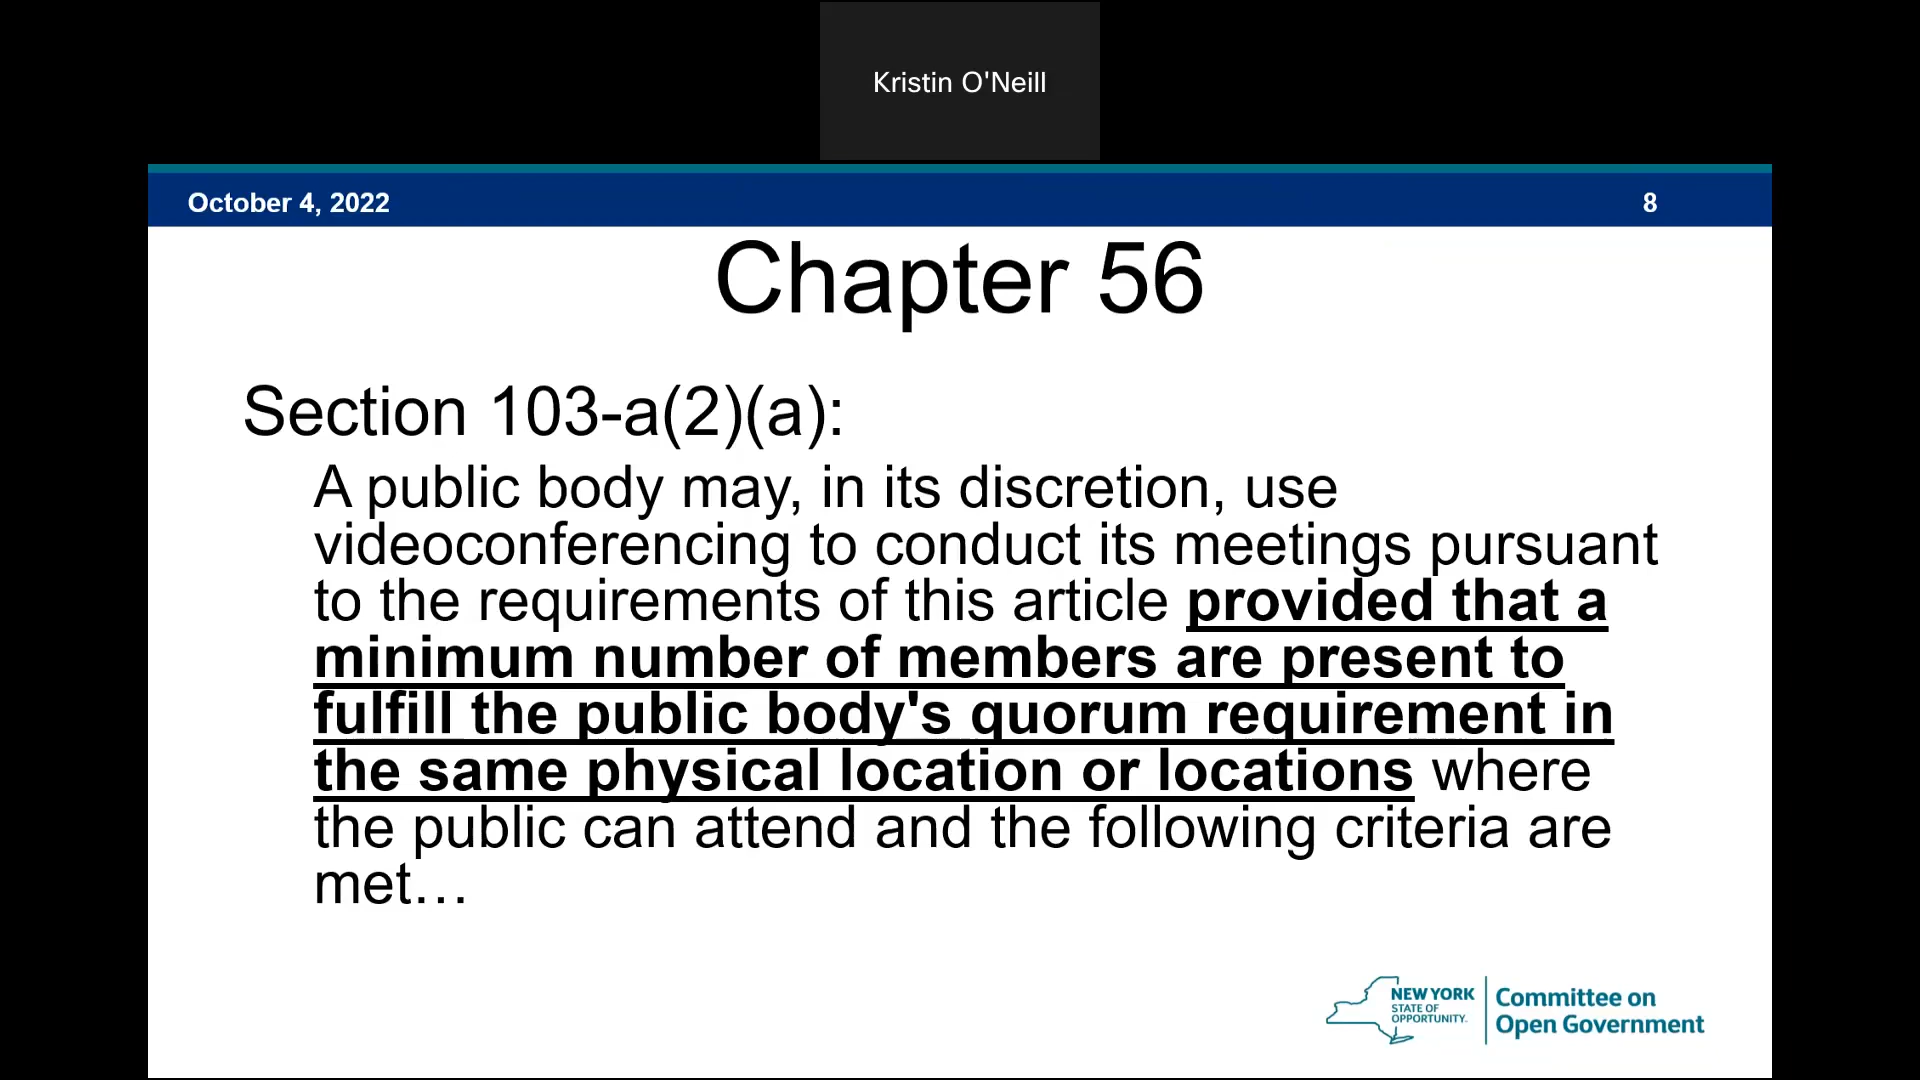 Kristin O'Neill
October 4, 2022
8
Chapter 56
Section 103-a(2)(a):
A public body may, in its discretion, use
videoconferencing to conduct its meetings pursuant
to the requirements of this article provided that a
minimum number of members are present to
fulfill the public body's quorum requirement in
the same physical location or locations where
the public can attend and the following criteria are
met…
NEW YORK
STATE OF
OPPORTUNITY.
Committee on
Open Government